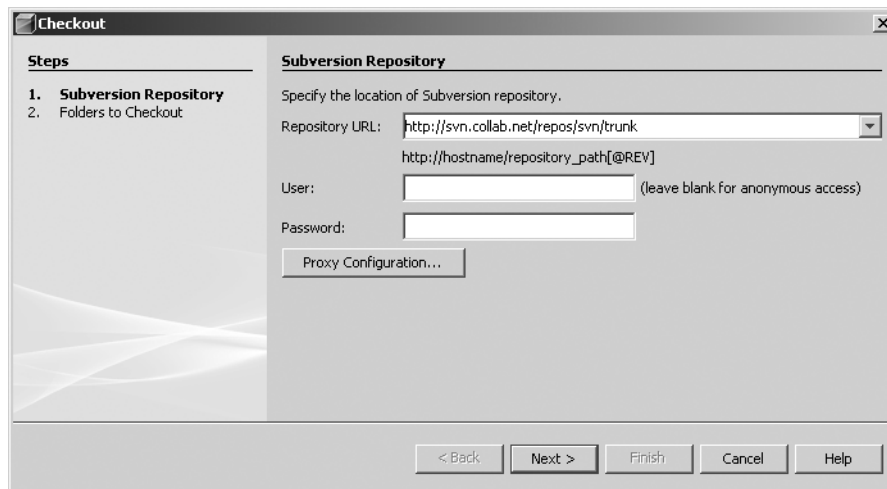 Checkout
Steps
1. Subversion Repository
2. Folders to Checkout
Subversion Repository
Specify the location of Subversion repository.
Repository URL: http://svn.collab.net/repos/svn/trunk
http://hostname/repository_path[@REV]
User: (leave blank for anonymous access)
Password:
Proxy Configuration...
< Back Next > Finish Cancel Help